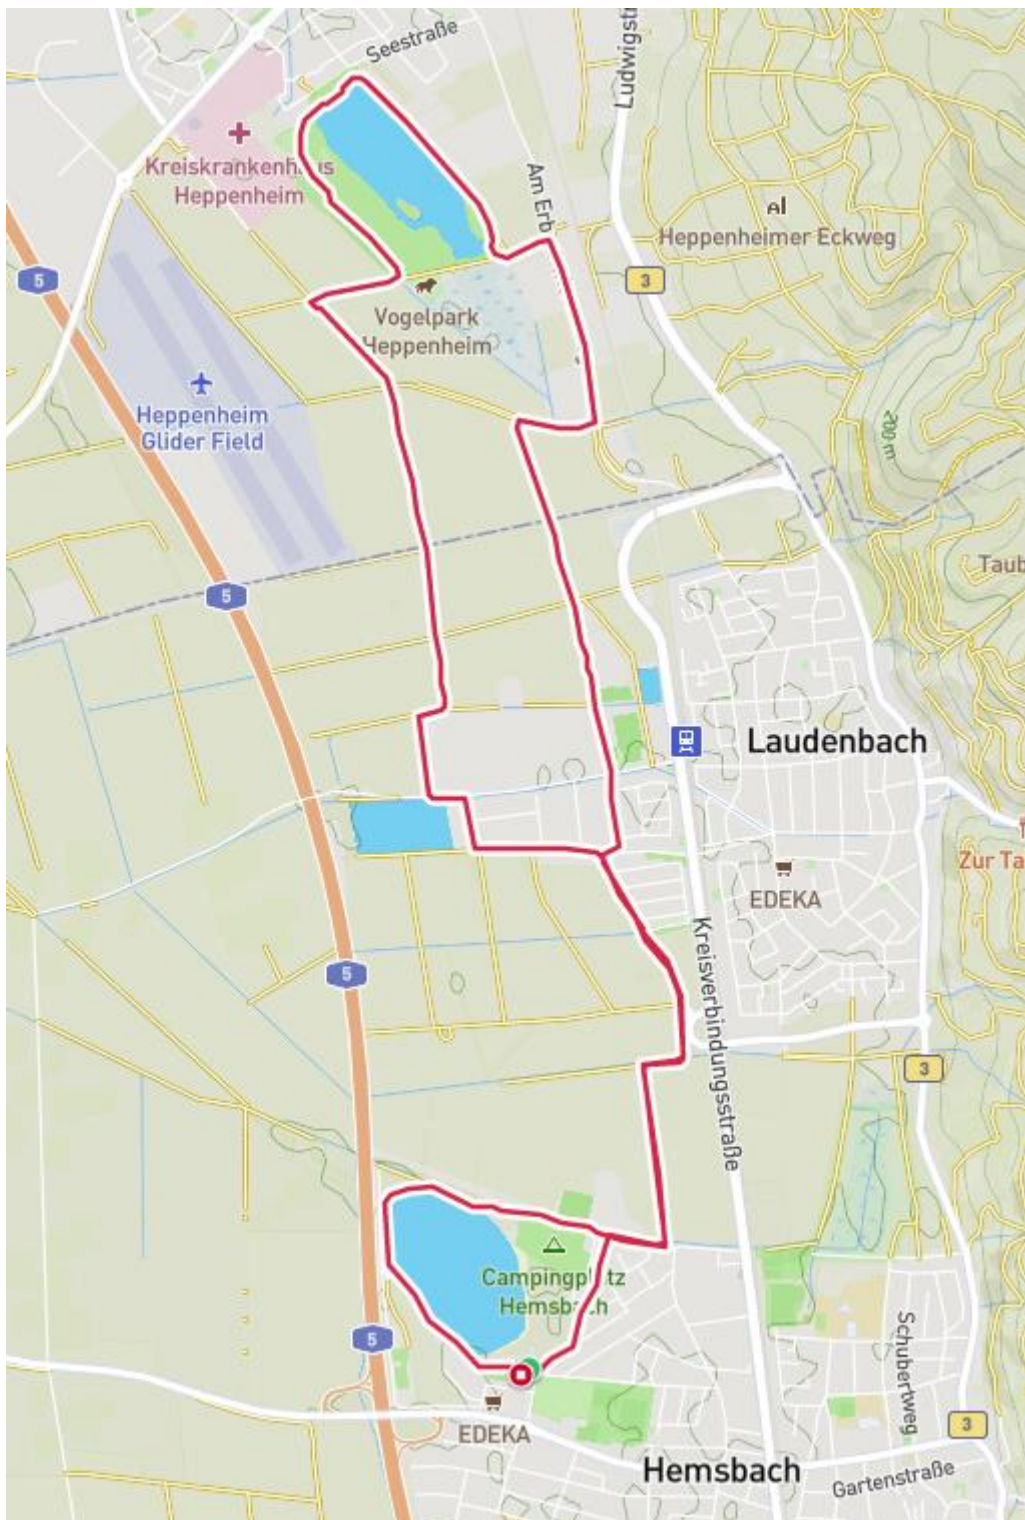 Seestraße
Ludwigst
Kreiskrankenhaus
Heppenheim
Am Erb
Heppenheimer Eckweg
5
3
Vogelpark
Heppenheim
Heppenheim
Glider Field
200 m
Taub
5
Laudenbach
Zur Ta
EDEKA
Kreisverbindungsstraße
5
3
Campingplatz
Hemsbach
5
Schubertweg
EDEKA
3
Hemsbach
Gartenstraße